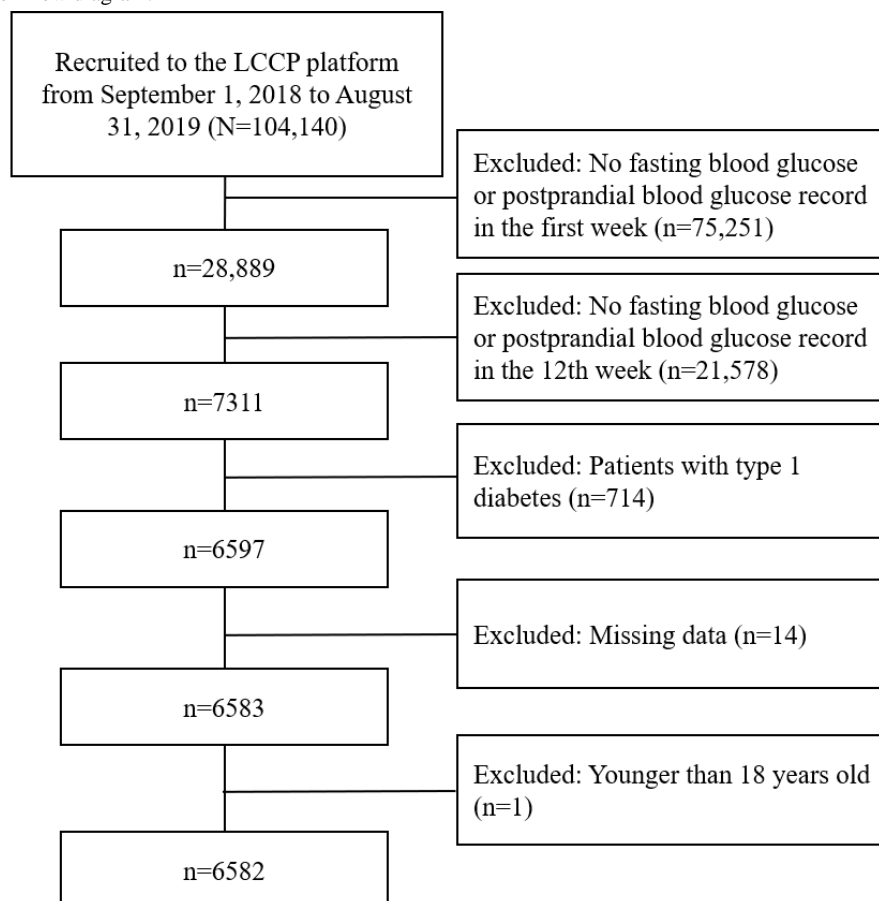 Recruited to the LCCP platform
from September 1, 2018 to August
31, 2019 (N=104,140)
Excluded: No fasting blood glucose
or postprandial blood glucose record
in the first week (n=75,251)
n=28,889
Excluded: No fasting blood glucose
or postprandial blood glucose record
in the 12th week (n=21,578)
n=7311
Excluded: Patients with type 1
diabetes (n=714)
n=6597
Excluded: Missing data (n=14)
n=6583
Excluded: Younger than 18 years old
(n=1)
n=6582